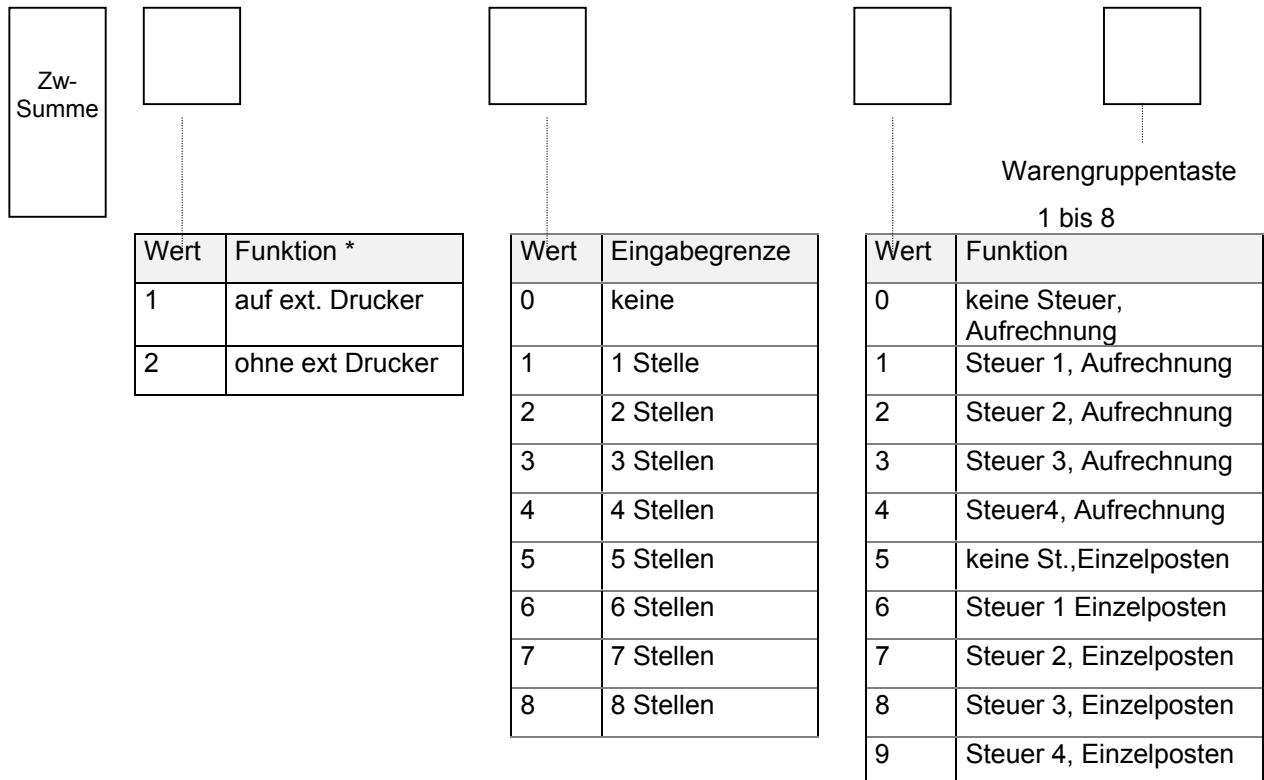 Zw-
Summe
Warengruppentaste
1 bis 8
Wert Funktion *
1 auf ext. Drucker
2 ohne ext Drucker
Wert Eingabegrenze
0 keine
1 1 Stelle
2 2 Stellen
3 3 Stellen
4 4 Stellen
5 5 Stellen
6 6 Stellen
7 7 Stellen
8 8 Stellen
Wert Funktion
0 keine Steuer,
Aufrechnung
1 Steuer 1, Aufrechnung
2 Steuer 2, Aufrechnung
3 Steuer 3, Aufrechnung
4 Steuer4, Aufrechnung
5 keine St.,Einzelposten
6 Steuer 1 Einzelposten
7 Steuer 2, Einzelposten
8 Steuer 3, Einzelposten
9 Steuer 4, Einzelposten